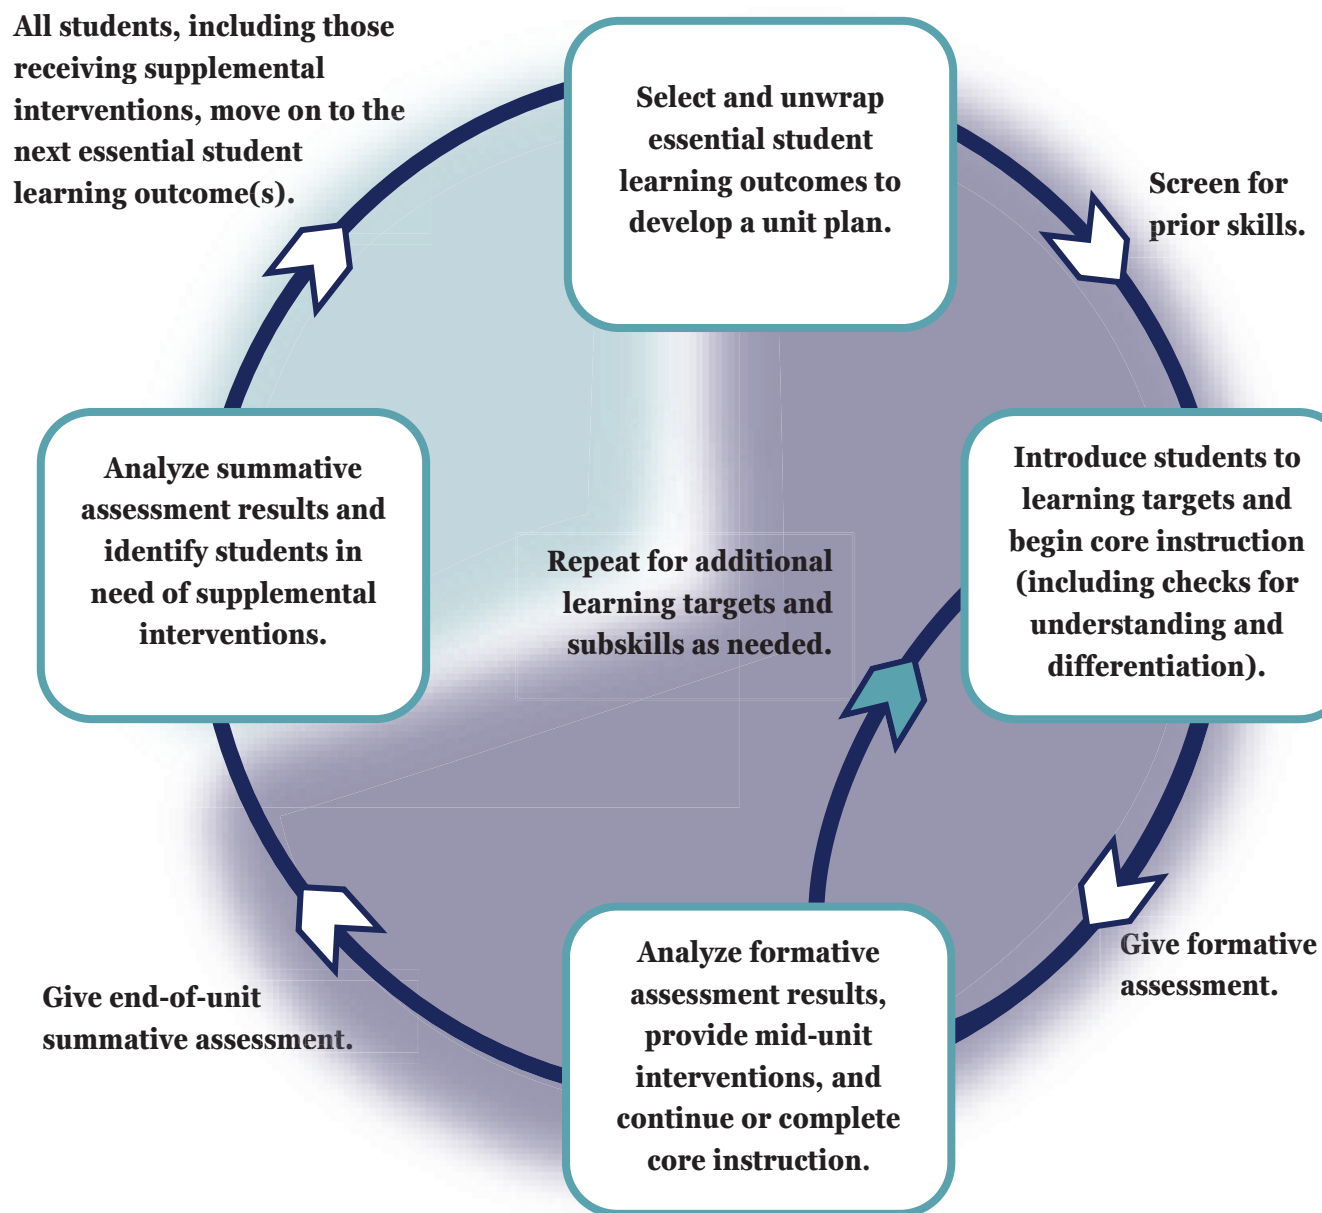 All students, including those
receiving supplemental
interventions, move on to the
next essential student
learning outcome(s).
Select and unwrap
essential student
learning outcomes to
develop a unit plan.
Screen for
prior skills.
Introduce students to
learning targets and
begin core instruction
(including checks for
understanding and
differentiation).
Give formative
assessment.
Analyze formative
assessment results,
provide mid-unit
interventions, and
continue or complete
core instruction.
Repeat for additional
learning targets and
subskills as needed.
Give end-of-unit
summative assessment.
Analyze summative
assessment results and
identify students in
need of supplemental
interventions.